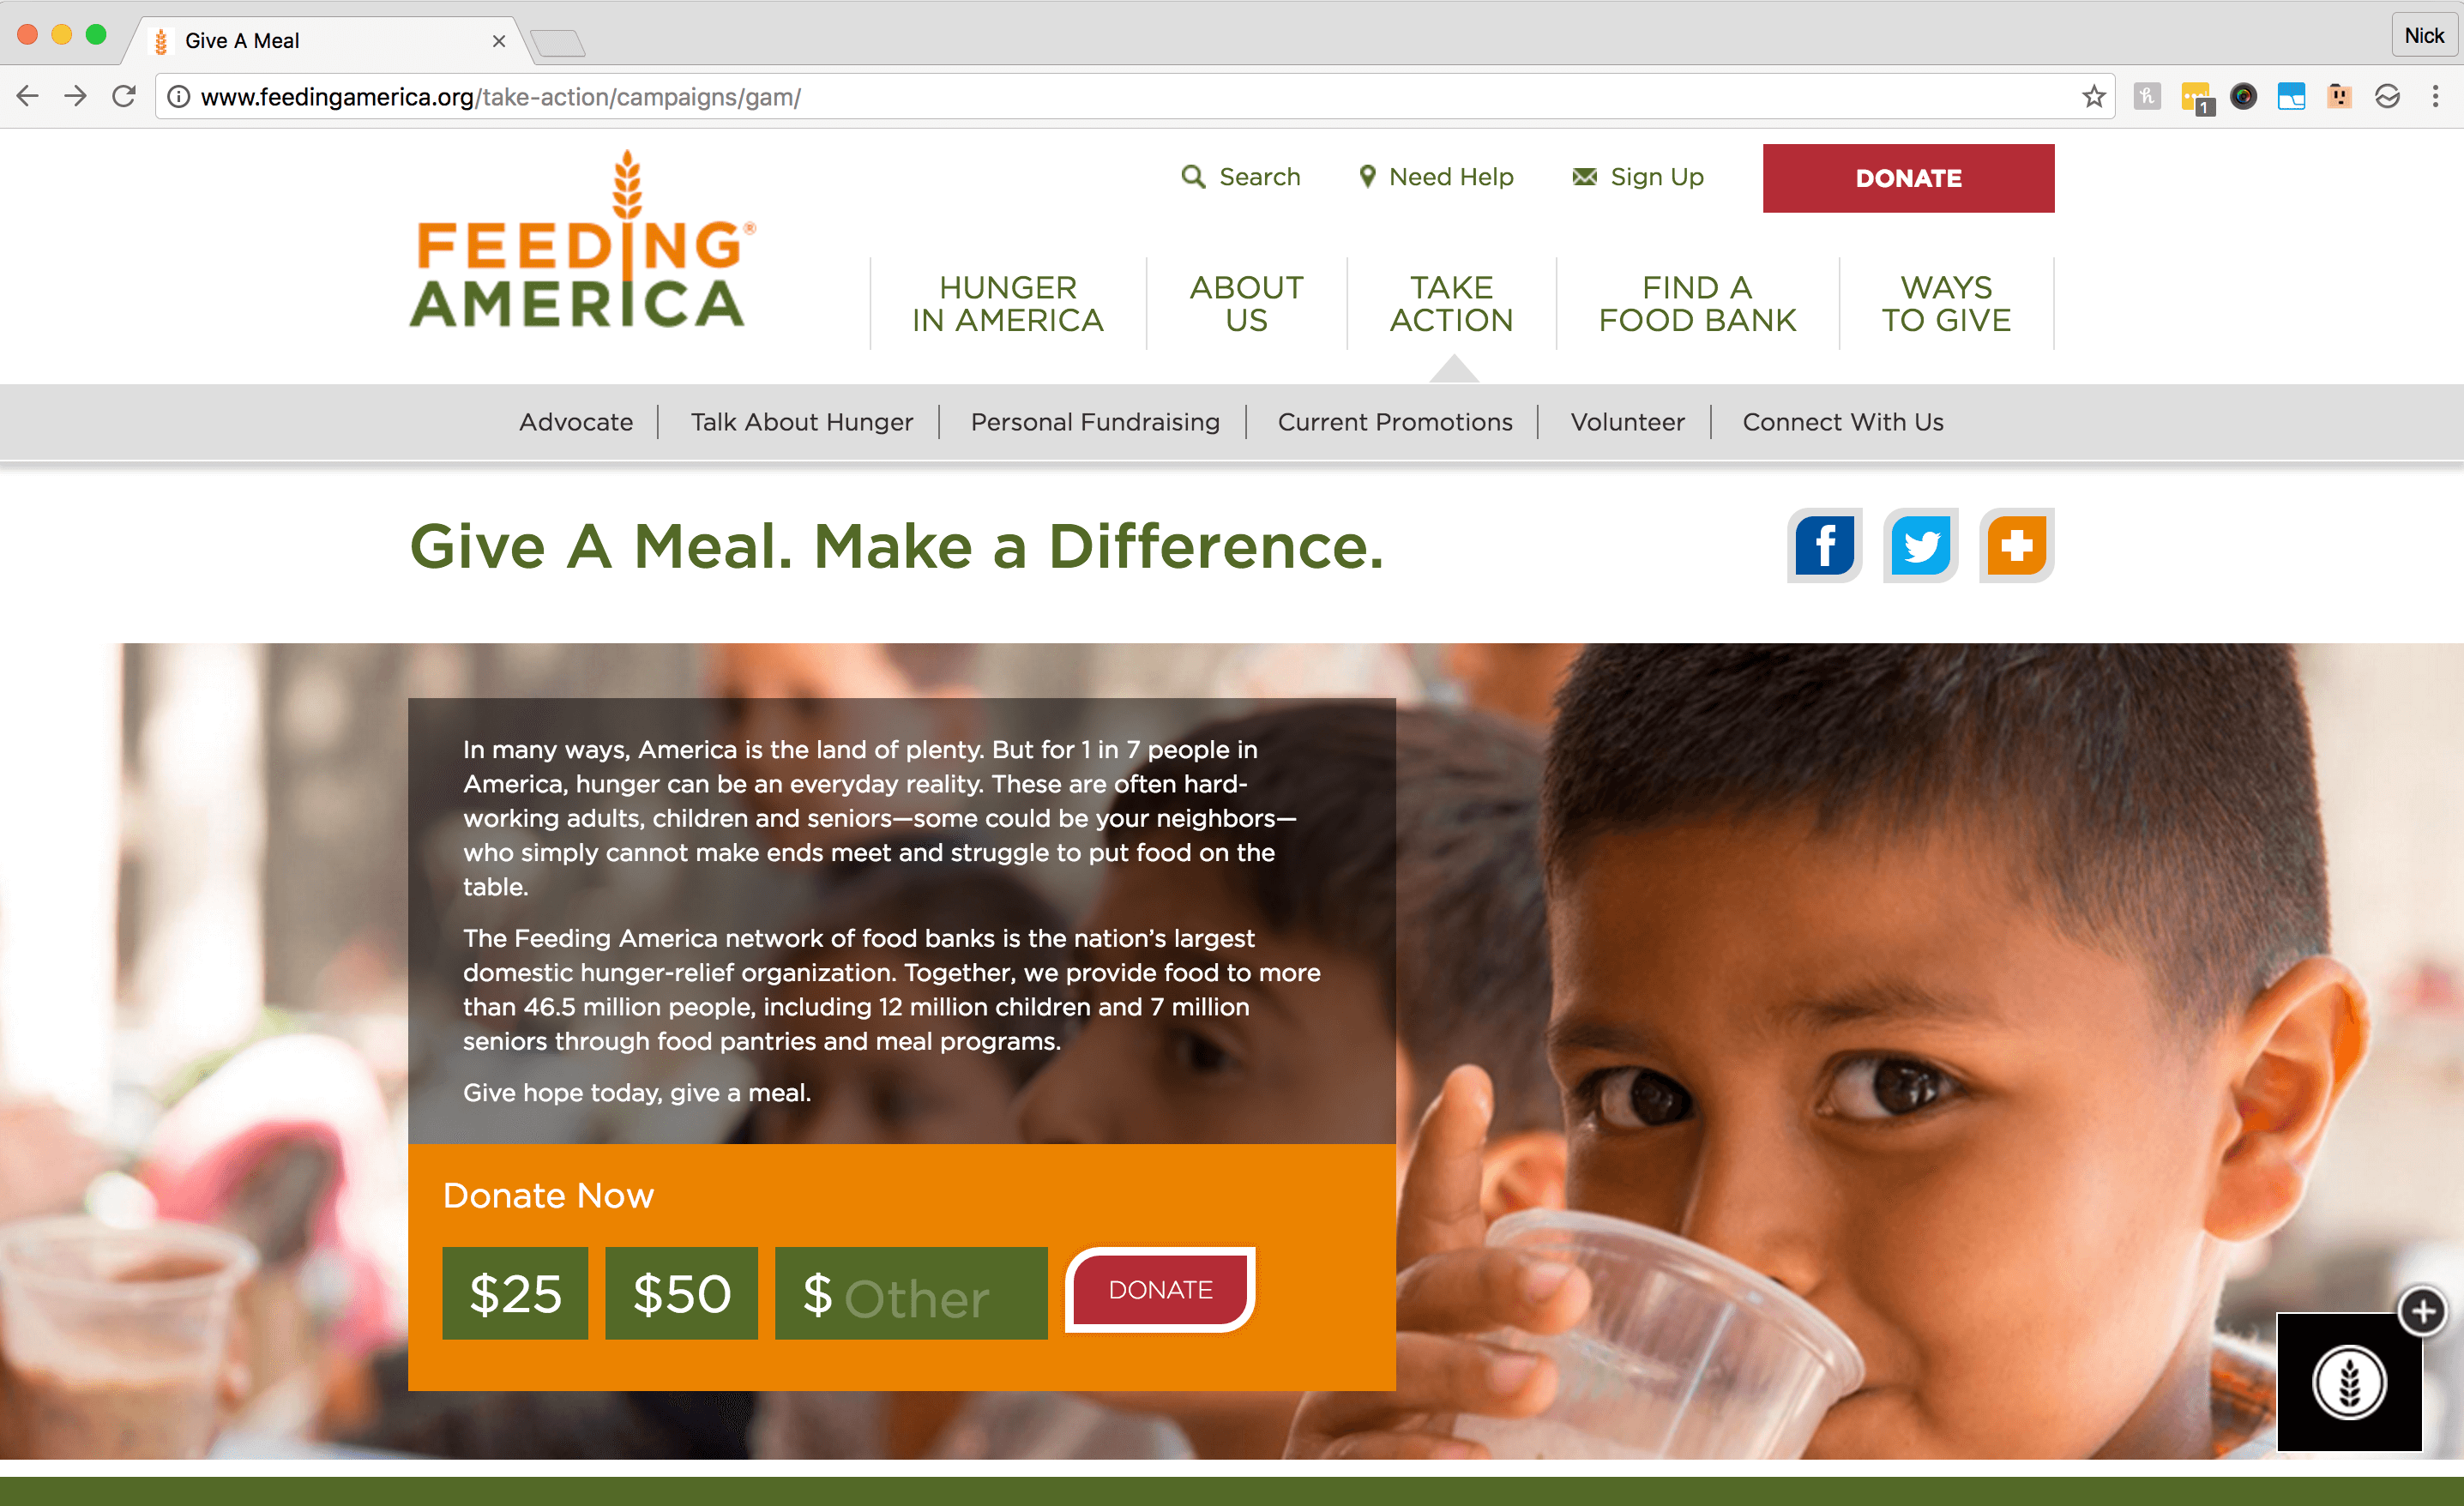 Give A Meal
Nick
www.feedingamerica.org/take-action/campaigns/gam/
1
FEEDING®
AMERICA
Search
Need Help
Sign Up
DONATE
HUNGER
IN AMERICA
ABOUT
US
TAKE
ACTION
FIND A
FOOD BANK
WAYS
TO GIVE
Advocate
Talk About Hunger
Personal Fundraising
Current Promotions
Volunteer
Connect With Us
Give A Meal. Make a Difference.
In many ways, America is the land of plenty. But for 1 in 7 people in
America, hunger can be an everyday reality. These are often hard-
working adults, children and seniors—some could be your neighbors—
who simply cannot make ends meet and struggle to put food on the
table.
The Feeding America network of food banks is the nation’s largest
domestic hunger-relief organization. Together, we provide food to more
than 46.5 million people, including 12 million children and 7 million
seniors through food pantries and meal programs.
Give hope today, give a meal.
Donate Now
$25
$50
$ Other
DONATE